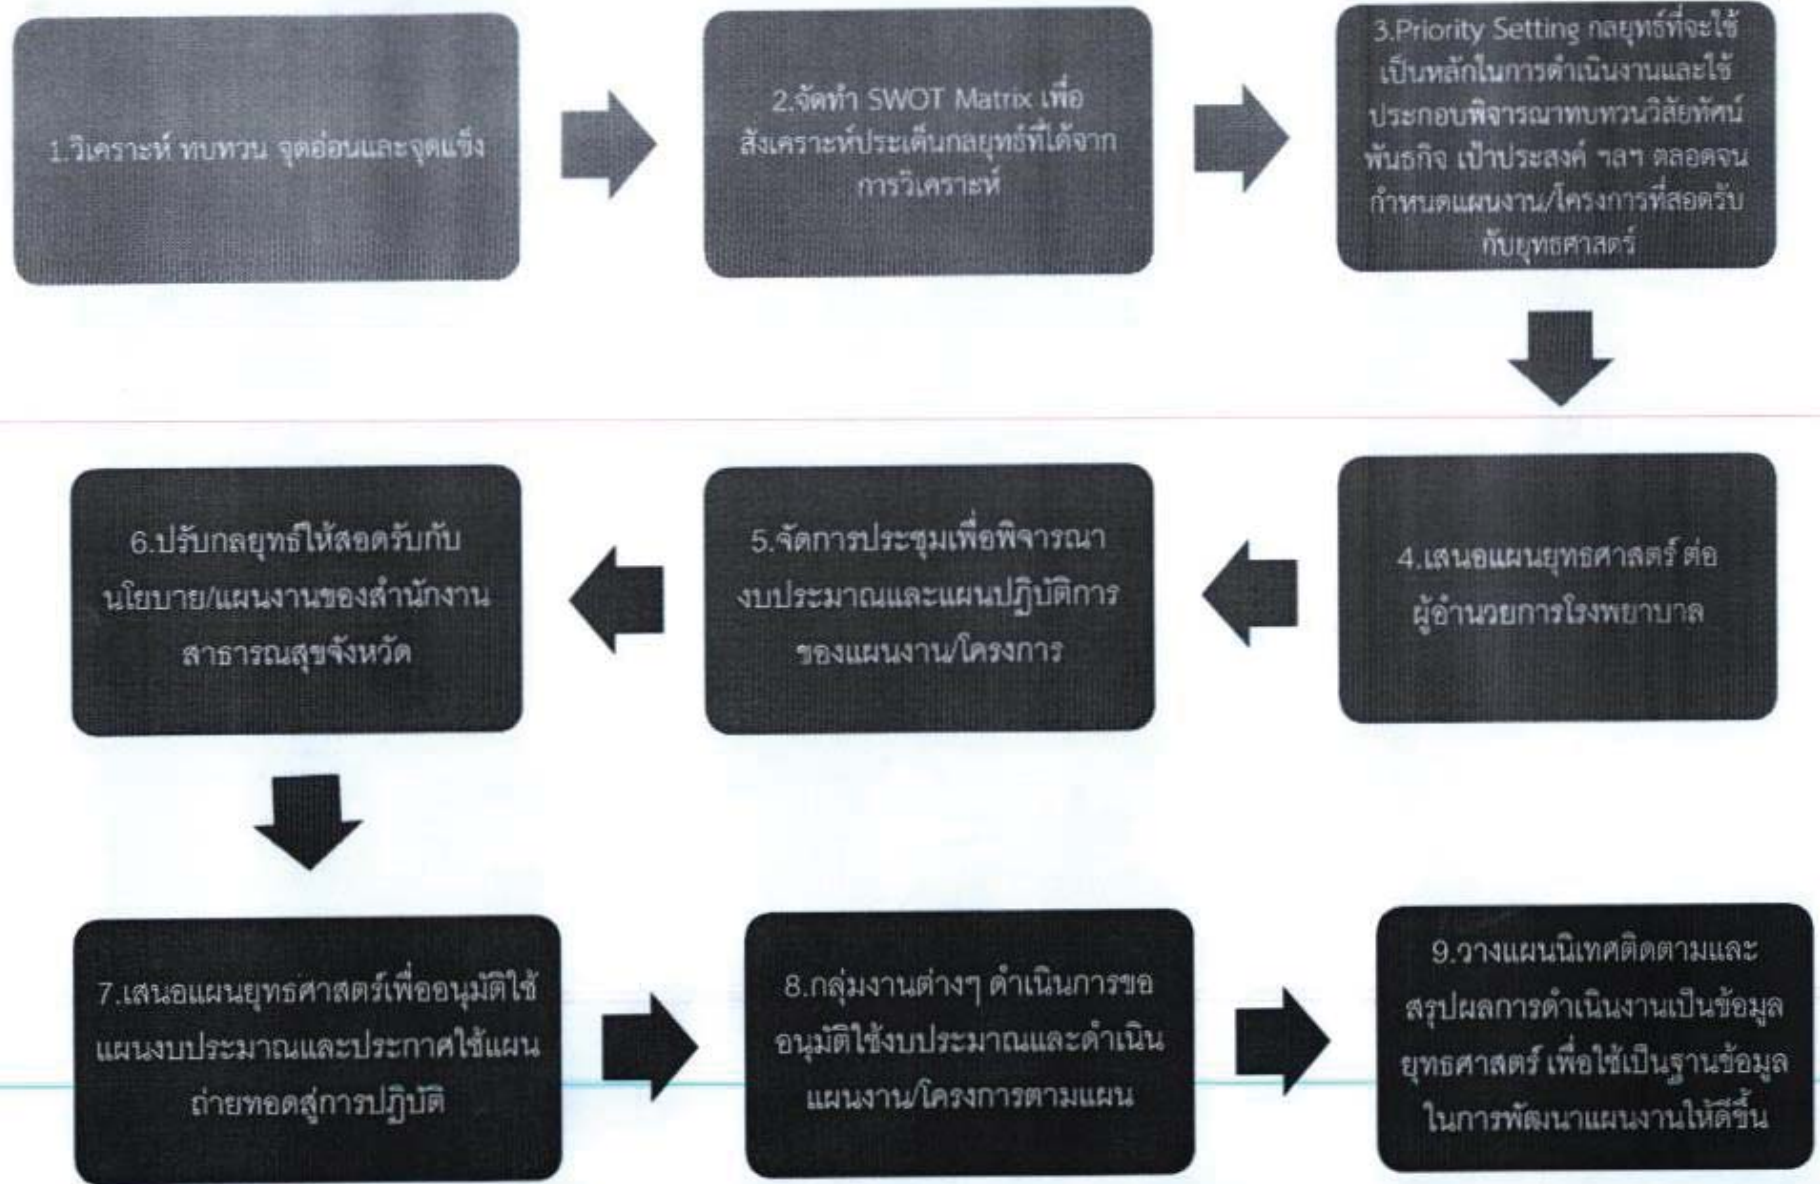 1.วิเคราะห์ ทบทวน จุดอ่อนและจุดแข็ง
2.จัดทำ SWOT Matrix เพื่อ
สังเคราะห์ประเด็นกลยุทธ์ที่ได้จาก
การวิเคราะห์
3.Priority Setting กลยุทธ์ที่จะใช้
เป็นหลักในการดำเนินงานและใช้
ประกอบพิจารณาทบทวนวิสัยทัศน์
พันธกิจ เป้าประสงค์ ฯลฯ ตลอดจน
กำหนดแผนงาน/โครงการที่สอดรับ
กับยุทธศาสตร์
4.เสนอแผนยุทธศาสตร์ ต่อ
ผู้อำนวยการโรงพยาบาล
5.จัดการประชุมเพื่อพิจารณา
งบประมาณและแผนปฏิบัติการ
ของแผนงาน/โครงการ
6.ปรับกลยุทธ์ให้สอดรับกับ
นโยบาย/แผนงานของสำนักงาน
สาธารณสุขจังหวัด
7.เสนอแผนยุทธศาสตร์เพื่ออนุมัติใช้
แผนงบประมาณและประกาศใช้แผน
ถ่ายทอดสู่การปฏิบัติ
8.กลุ่มงานต่างๆ ดำเนินการขอ
อนุมัติใช้งบประมาณและดำเนิน
แผนงาน/โครงการตามแผน
9.วางแผนนิเทศติดตามและ
สรุปผลการดำเนินงานเป็นข้อมูล
ยุทธศาสตร์ เพื่อใช้เป็นฐานข้อมูล
ในการพัฒนาแผนงานให้ดีขึ้น